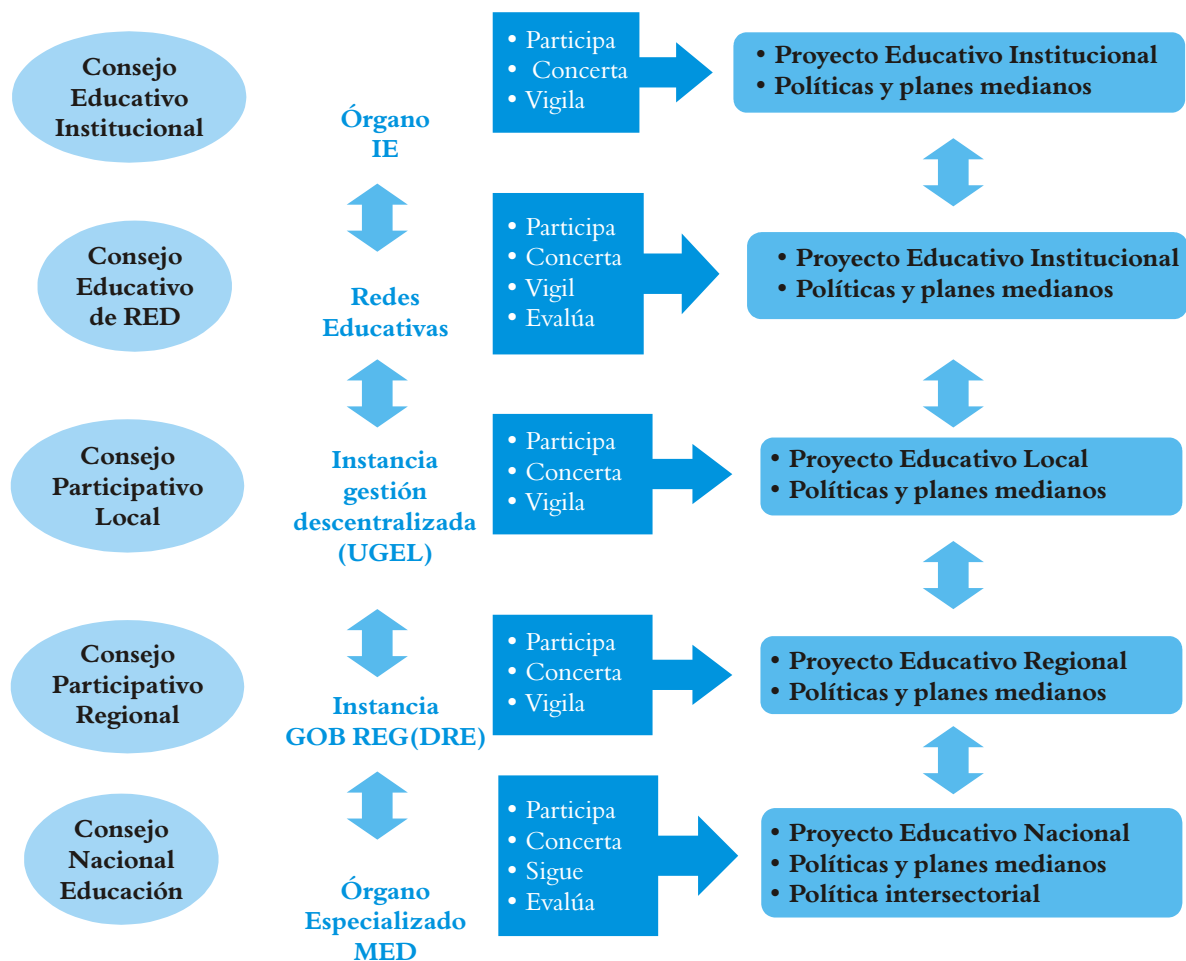 Consejo
Educativo
Institucional
Órgano
IE
• Participa
• Concerta
• Vigila
• Proyecto Educativo Institucional
• Políticas y planes medianos
Consejo
Educativo
de RED
Redes
Educativas
• Participa
• Concerta
• Vigil
• Evalúa
• Proyecto Educativo Institucional
• Políticas y planes medianos
Consejo
Participativo
Local
Instancia
gestión
descentralizada
(UGEL)
• Participa
• Concerta
• Vigila
• Proyecto Educativo Local
• Políticas y planes medianos
Consejo
Participativo
Regional
Instancia
GOB REG(DRE)
• Participa
• Concerta
• Vigila
• Proyecto Educativo Regional
• Políticas y planes medianos
Consejo
Nacional
Educación
Órgano
Especializado
MED
• Participa
• Concerta
• Sigue
• Evalúa
• Proyecto Educativo Nacional
• Políticas y planes medianos
• Política intersectorial